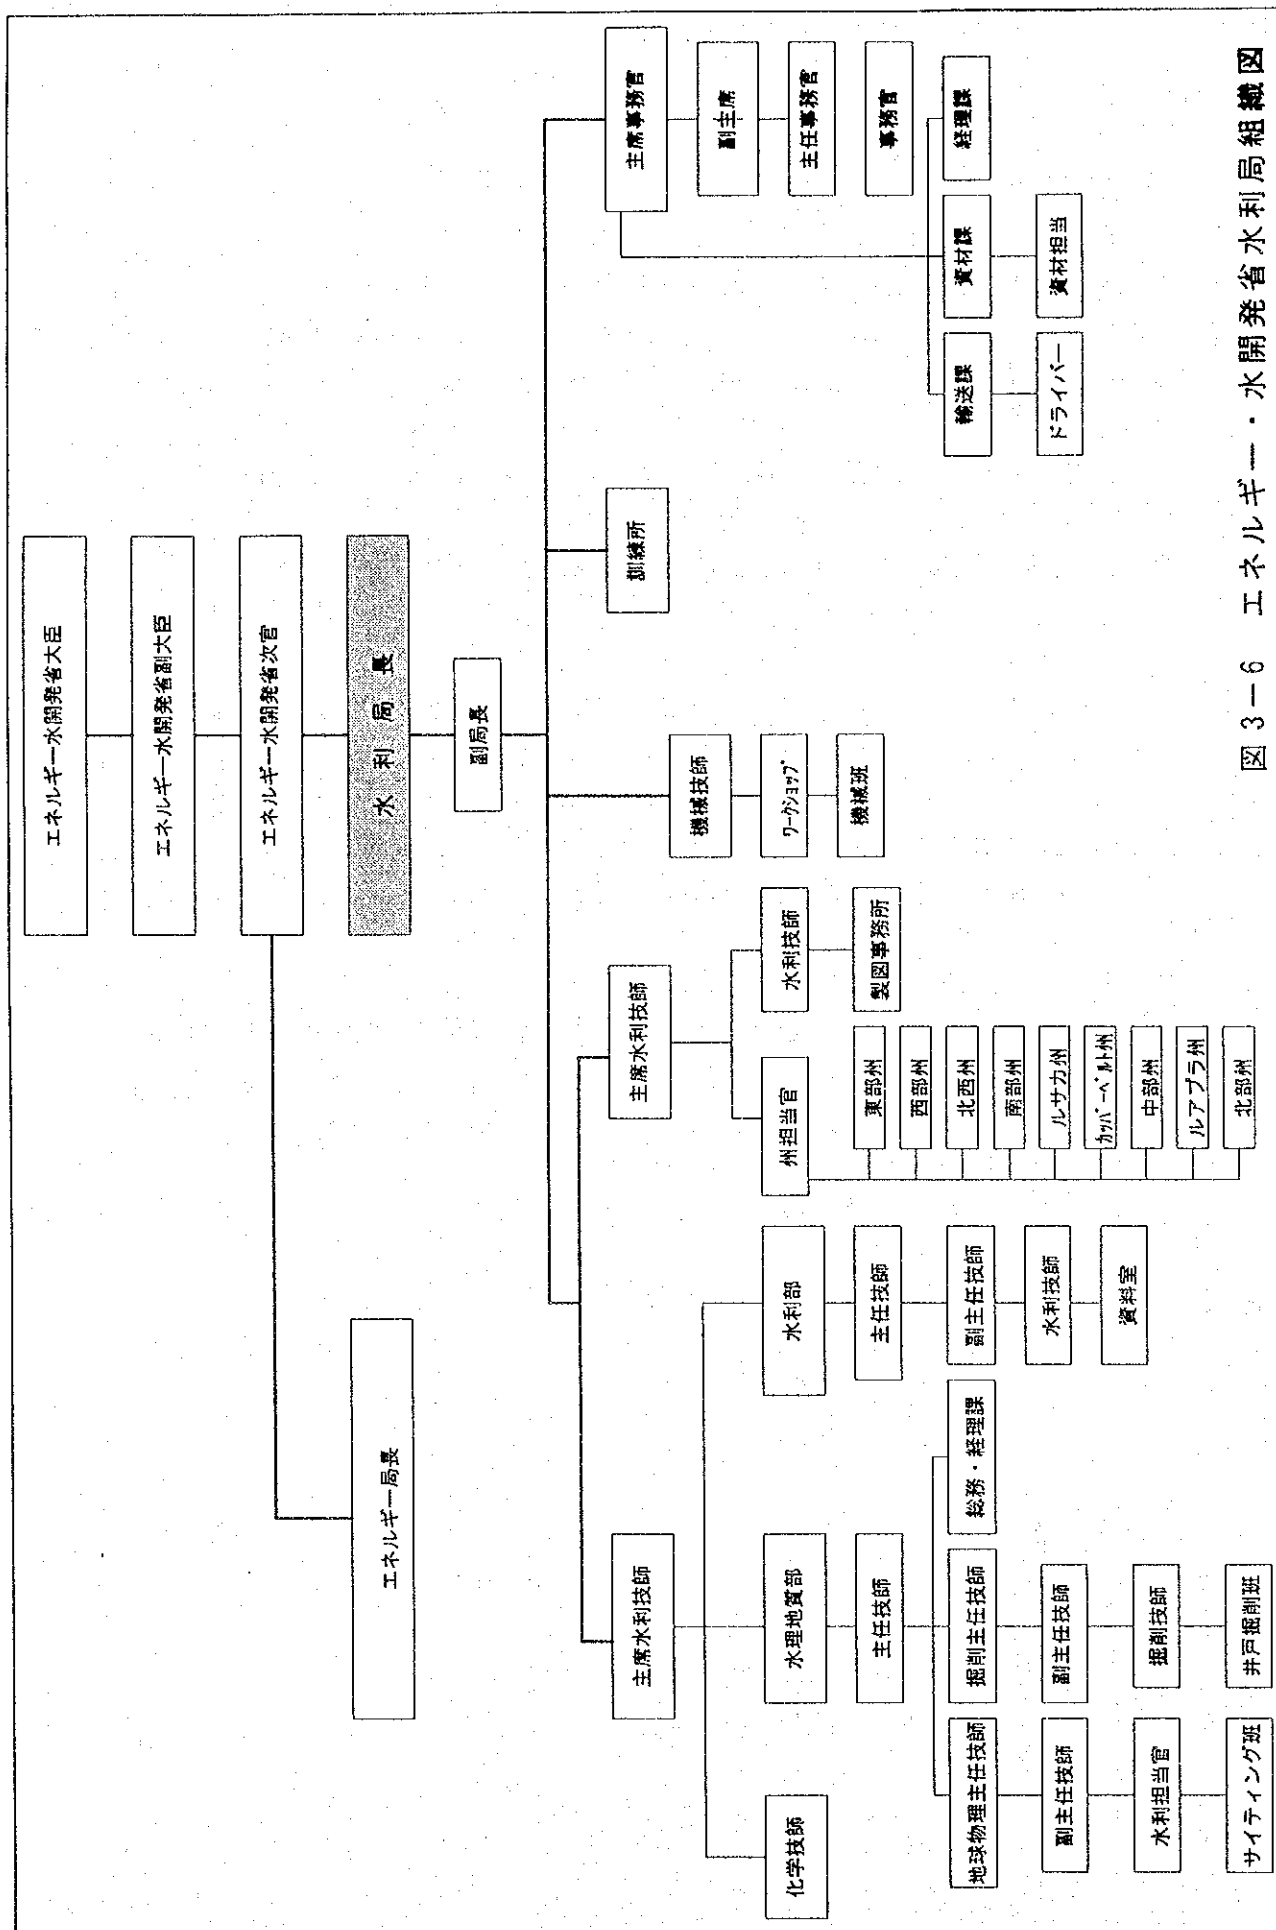 エネルギー水開発省大臣
エネルギー水開発省副大臣
エネルギー水開発省次官
エネルギー局長
水利局長
副局長
主席水利技師
主席水利技師
機械技師
訓練所
主席事務官
化学技師
水理地質部
水利部
州担当官
水利技師
ワークショップ
副主席
主任技師
主任技師
製図事務所
機械班
主任事務官
東部州
西部州
北西州
南部州
ルサカ州
カッパーベルト州
中部州
ルアプラ州
北部州
事務官
地球物理主任技師
掘削主任技師
総務・経理課
副主任技師
輸送課
資材課
経理課
副主任技師
副主任技師
水利技師
ドライバー
資材担当
水利担当官
掘削技師
資料室
サイティング班
井戸掘削班
図3-6 エネルギー・水開発省水利局組織図